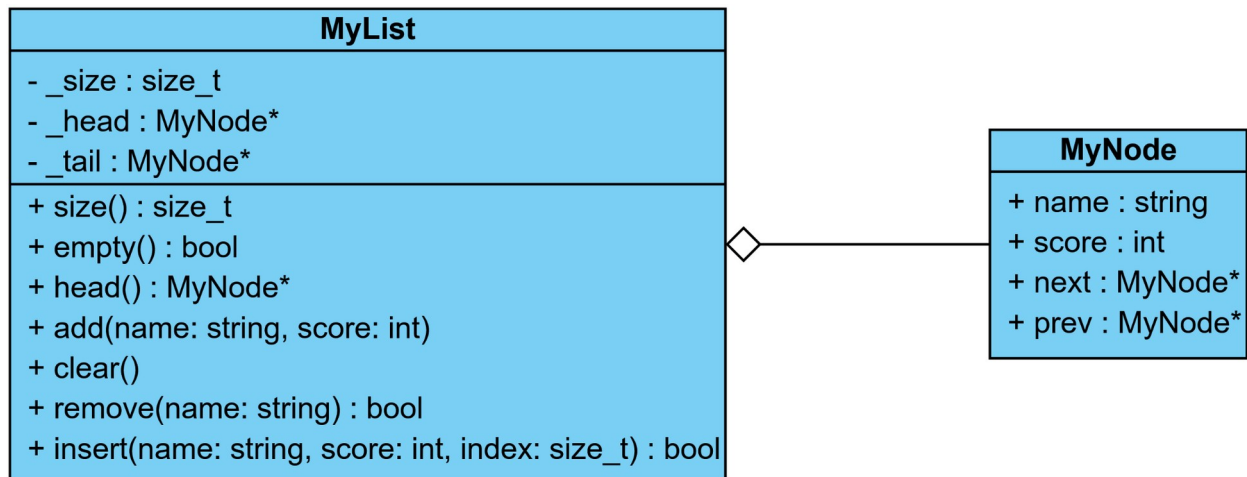 MyList
- _size : size_t
- _head : MyNode*
- _tail : MyNode*
+ size() : size_t
+ empty() : bool
+ head() : MyNode*
+ add(name: string, score: int)
+ clear()
+ remove(name: string) : bool
+ insert(name: string, score: int, index: size_t) : bool
MyNode
+ name : string
+ score : int
+ next : MyNode*
+ prev : MyNode*